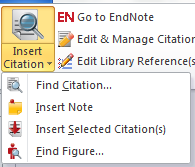 EN Go to EndNote
Insert Citation
Edit & Manage Citation
Edit Library Reference(s
Find Citation...
Insert Note
Insert Selected Citation(s)
Find Figure...